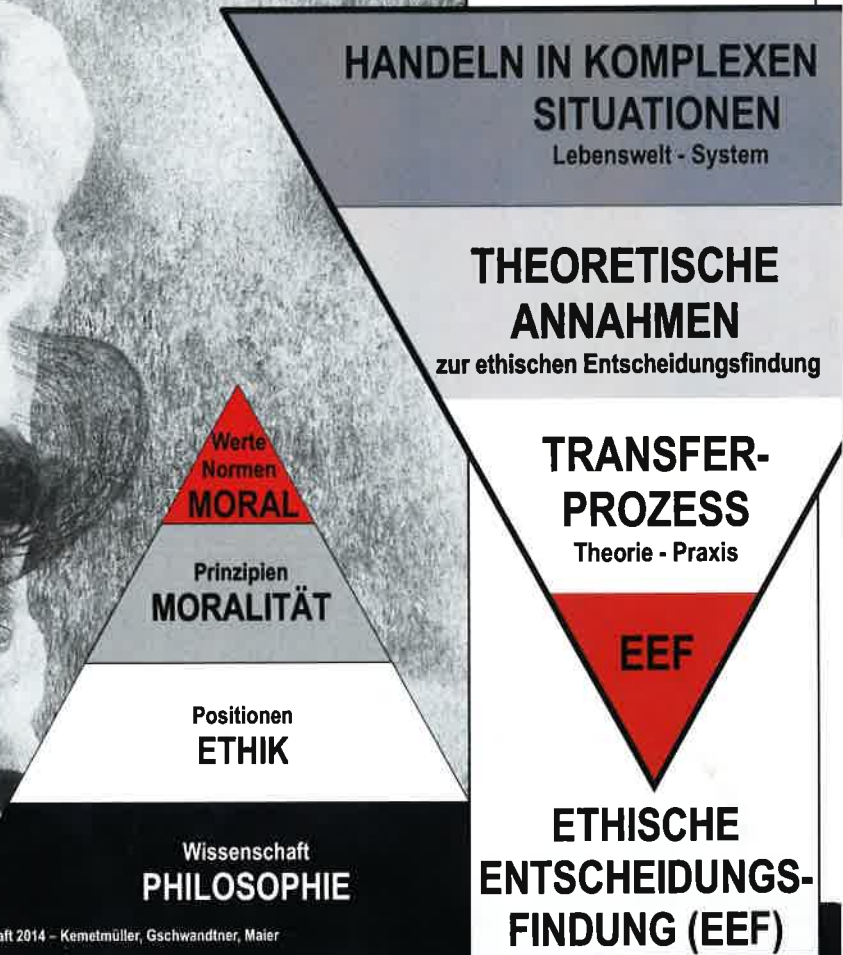 HANDELN IN KOMPLEXEN
SITUATIONEN
Lebenswelt - System
THEORETISCHE
ANNAHMEN
zur ethischen Entscheidungsfindung
TRANSFER-
PROZESS
Theorie - Praxis
EEF
ETHISCHE
ENTSCHEIDUNGS-
FINDUNG (EEF)
Werte
Normen
MORAL
Prinzipien
MORALITÄT
Positionen
ETHIK
Wissenschaft
PHILOSOPHIE
2014 – Kemetmüller, Gschwandtner, Maier